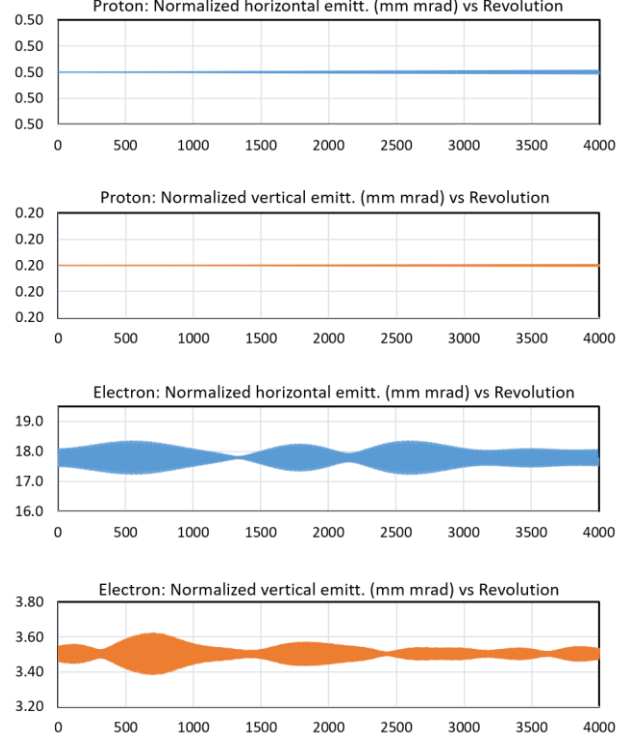 Proton: Normalized horizontal emitt. (mm mrad) vs Revolution
0.50
0.50
0.50
0.50
0.50
0 500 1000 1500 2000 2500 3000 3500 4000
Proton: Normalized vertical emitt. (mm mrad) vs Revolution
0.20
0.20
0.20
0.20
0.20
0 500 1000 1500 2000 2500 3000 3500 4000
Electron: Normalized horizontal emitt. (mm mrad) vs Revolution
19.0
18.0
17.0
16.0
0 500 1000 1500 2000 2500 3000 3500 4000
Electron: Normalized vertical emitt. (mm mrad) vs Revolution
3.80
3.60
3.40
3.20
0 500 1000 1500 2000 2500 3000 3500 4000